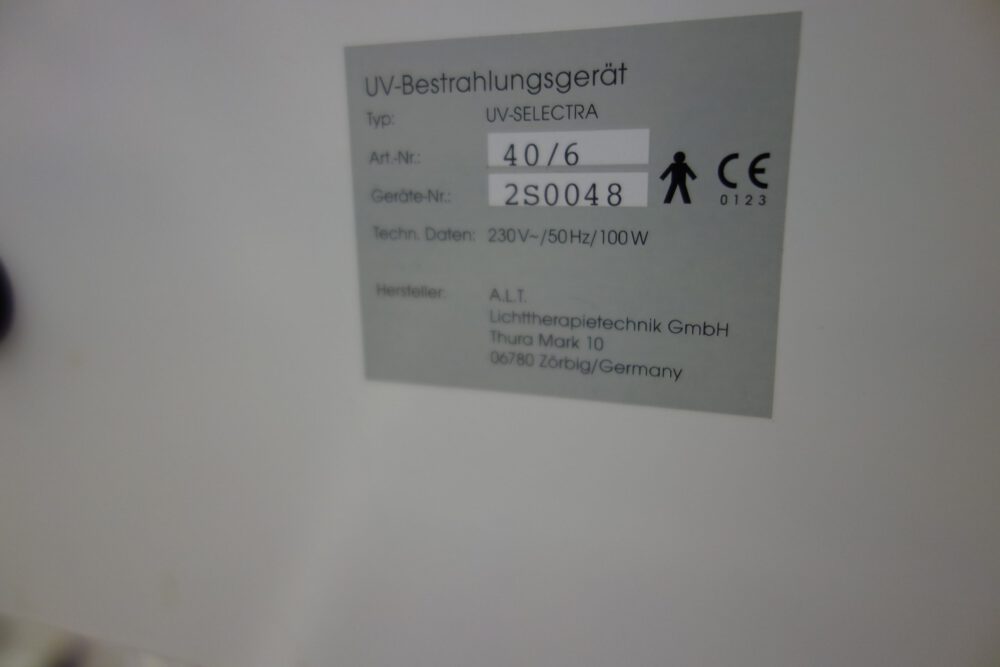 UV-Bestrahlungsgerät
Typ: UV-SELECTRA
Art.-Nr.: 40/6
Geräte-Nr.: 2S0048
CE
0123
Techn. Daten: 230V~/50Hz/100W
Hersteller: A.L.T.
Lichttherapietechnik GmbH
Thura Mark 10
06780 Zörbig/Germany